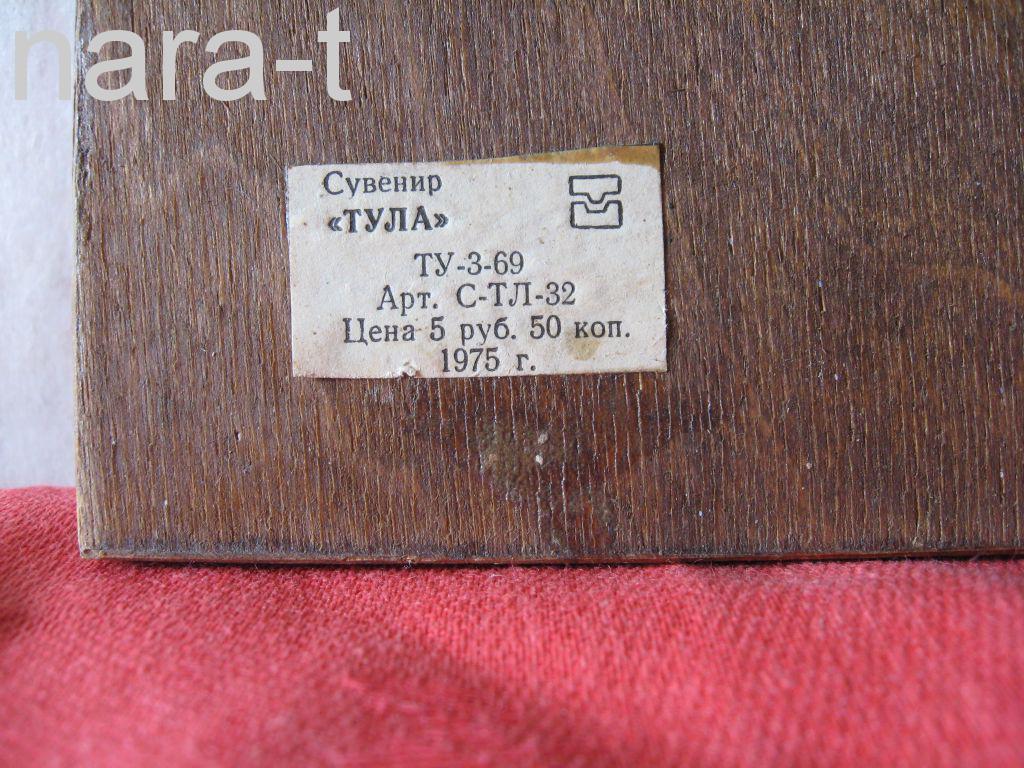 nara-t
Сувенир
«ТУЛА»
ТУ-3-69
Арт. С-ТЛ-32
Цена 5 руб. 50 коп.
1975 г.